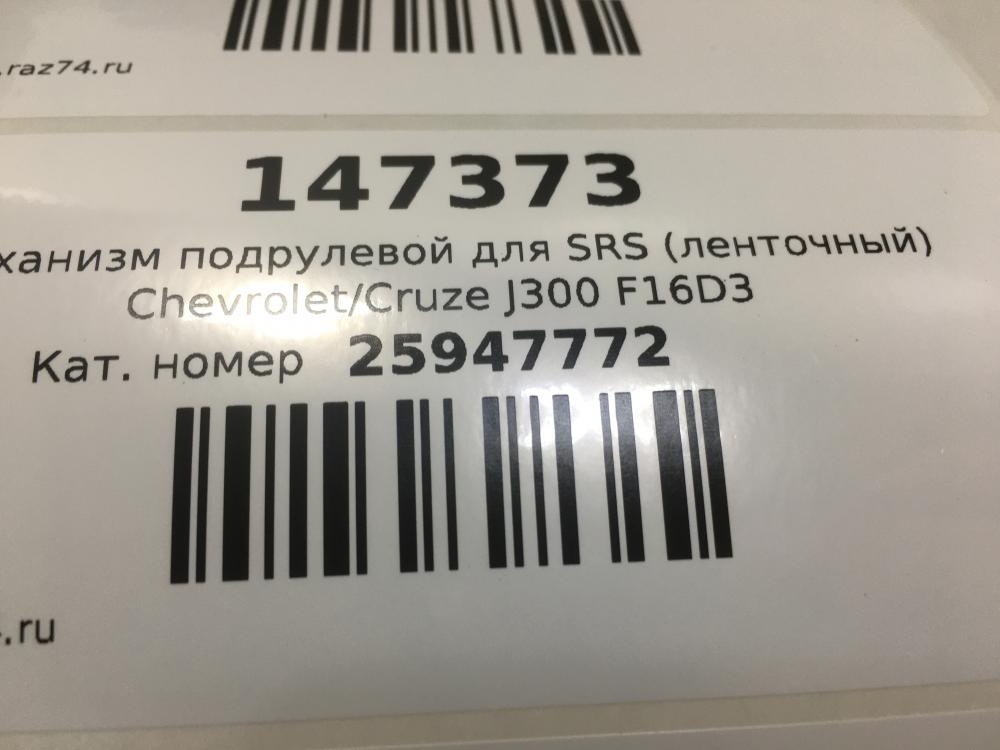 .raz74.ru
147373
ханизм подрулевой для SRS (ленточный)
Chevrolet/Cruze J300 F16D3
Кат. номер 25947772
.ru